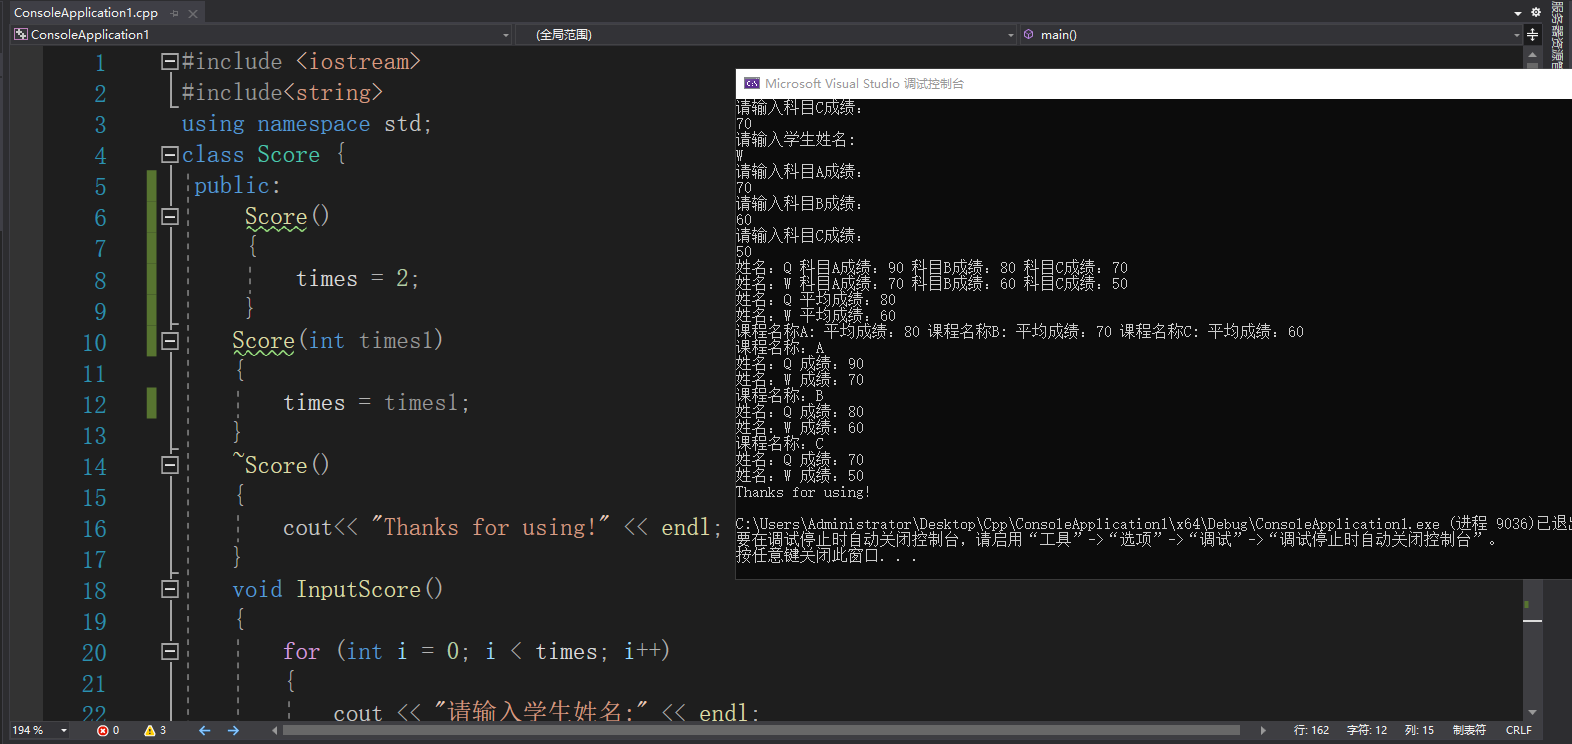 ConsoleApplication1.cpp
ConsoleApplication1 (全局范围) main()
1 #include <iostream>
2 #include<string>
3 using namespace std;
4 class Score {
5 public:
6 Score()
7 {
8 times = 2;
9 }
10 Score(int times1)
11 {
12 times = times1;
13 }
14 ~Score()
15 {
16 cout<< "Thanks for using!" << endl;
17 }
18 void InputScore()
19 {
20 for (int i = 0; i < times; i++)
21 {
22 cout << "请输入学生姓名:" << endl;
Microsoft Visual Studio 调试控制台
请输入科目C成绩:
70
请输入学生姓名:
W
请输入科目A成绩:
70
请输入科目B成绩:
60
请输入科目C成绩:
50
姓名: Q 科目A成绩: 90 科目B成绩: 80 科目C成绩: 70
姓名: W 科目A成绩: 70 科目B成绩: 60 科目C成绩: 50
姓名: Q 平均成绩: 80
姓名: W 平均成绩: 60
课程名称A: 平均成绩: 80 课程名称B: 平均成绩: 70 课程名称C: 平均成绩: 60
课程名称: A
姓名: Q 成绩: 90
姓名: W 成绩: 70
课程名称: B
姓名: Q 成绩: 80
姓名: W 成绩: 60
课程名称: C
姓名: Q 成绩: 70
姓名: W 成绩: 50
Thanks for using!
C:\Users\Administrator\Desktop\Cpp\ConsoleApplication1\x64\Debug\ConsoleApplication1.exe (进程 9036)已退
要在调试停止时自动关闭控制台，请启用“工具”->“选项”->“调试”->“调试停止时自动关闭控制台”。
按任意键关闭此窗口. . .
服务器资源管
194 % 0 3 行: 162 字符: 12 列: 15 制表符 CRLF